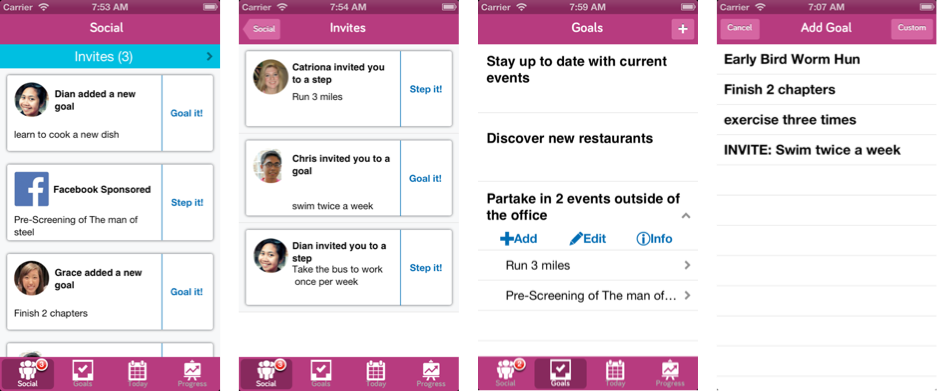 Carrier 7:53 AM
Social
Invites (3)
Dian added a new
goal
Goal it!
learn to cook a new dish
Facebook Sponsored
Step it!
Pre-Screening of The man of
steel
Grace added a new
goal
Goal it!
Finish 2 chapters
3
Social Goals Today Progress
Carrier 7:54 AM
Social Invites
Catriona invited you
to a step
Step it!
Run 3 miles
Chris invited you to a
goal
Goal it!
swim twice a week
Dian invited you to a
step
Step it!
Take the bus to work
once per week
3
Social Goals Today Progress
Carrier 7:59 AM
Goals +
Stay up to date with current
events
Discover new restaurants
Partake in 2 events outside of
the office
Add Edit Info
Run 3 miles
Pre-Screening of The man of...
2
Social Goals Today Progress
Carrier 7:07 AM
Cancel Add Goal Custom
Early Bird Worm Hun
Finish 2 chapters
exercise three times
INVITE: Swim twice a week